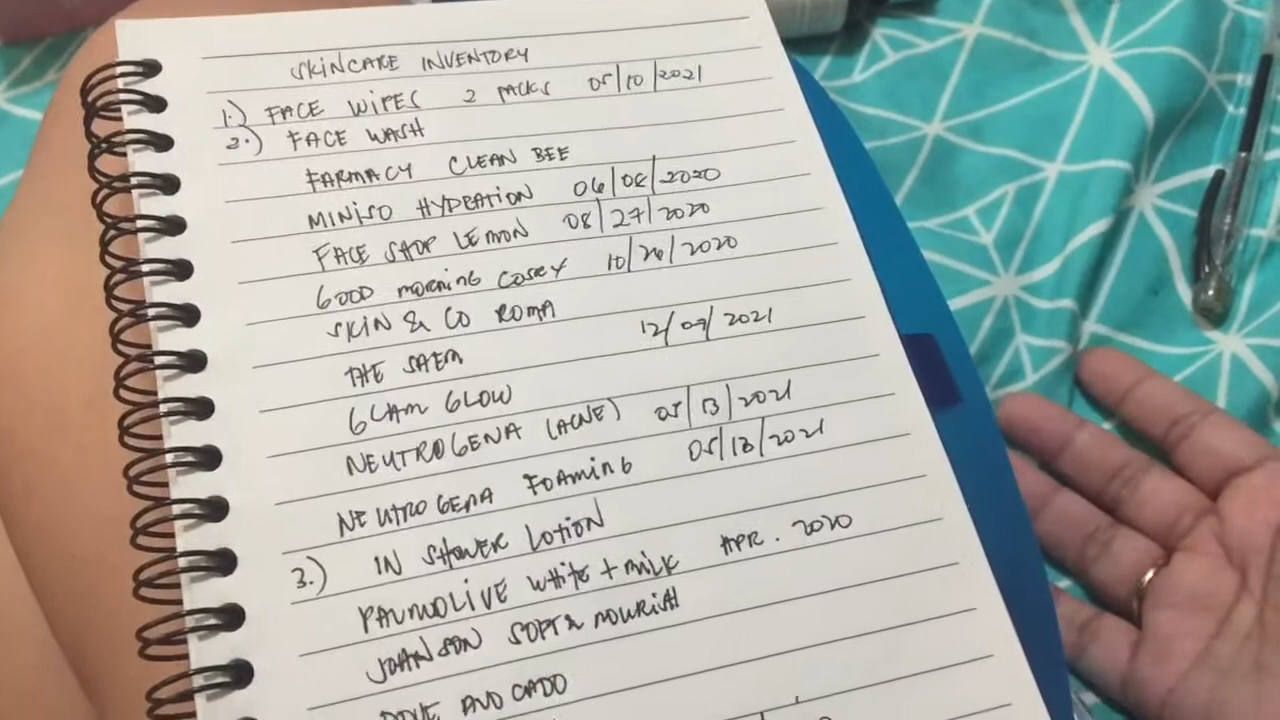 SKINCARE INVENTORY
1.) FACE WIPES 2 PACKS 05/10/2021
2.) FACE WASH
FARMACY CLEAN BEE
MINISO HYDRATION 06/08/2020
FACE SHOP LEMON 08/27/2020
GOOD MORNING COSRX 10/26/2020
SKIN & CO ROMA
THE SAEM 12/09/2021
GLAM GLOW
NEUTROGENA (ACNE) 05/13/2021
NEUTROGENA FOAMING 05/13/2021
3.) IN SHOWER LOTION
PALMOLIVE WHITE + MILK APR. 2020
JOHNSON SOFT & NOURISH
DOVE AVOCADO